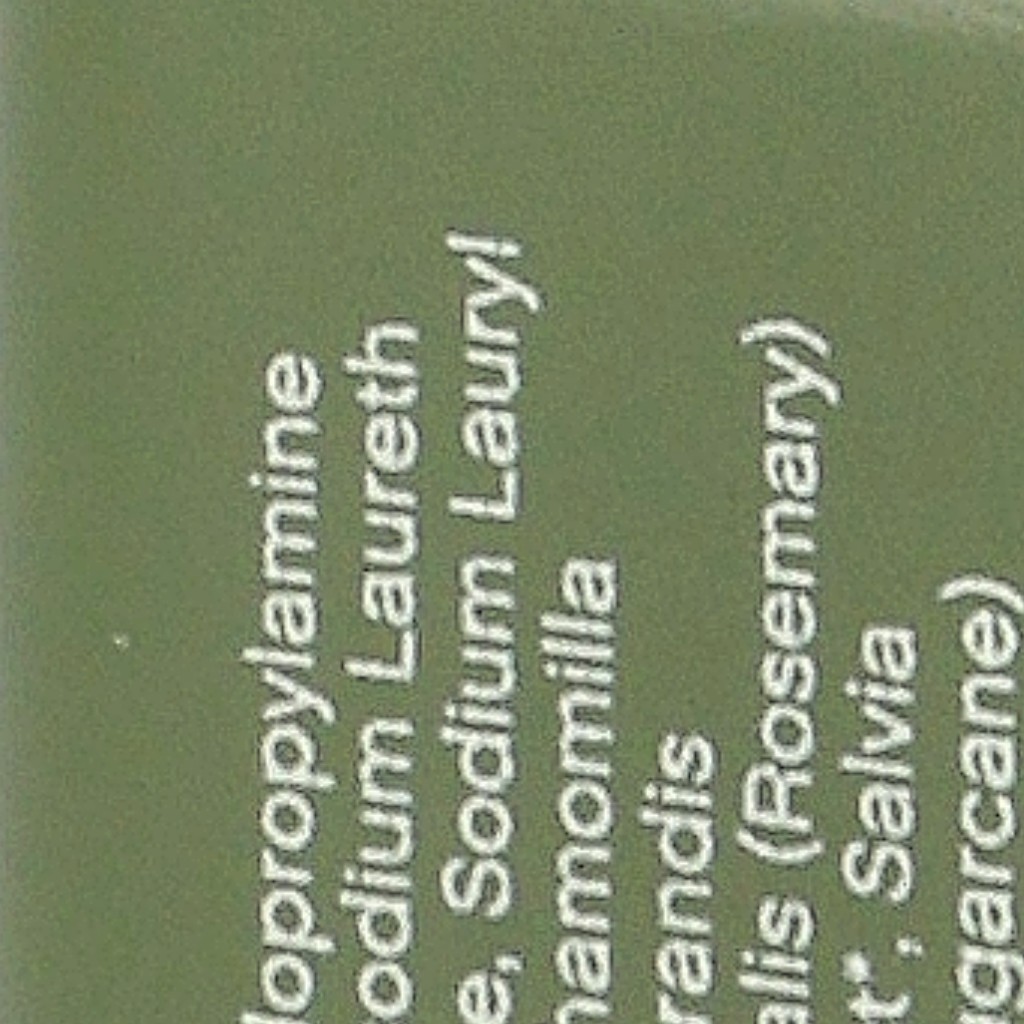 dopropylamine
odium Laureth
e, Sodium Lauryl
namomilla
randis
alis (Rosemary)
t*, Salvia
garcane)